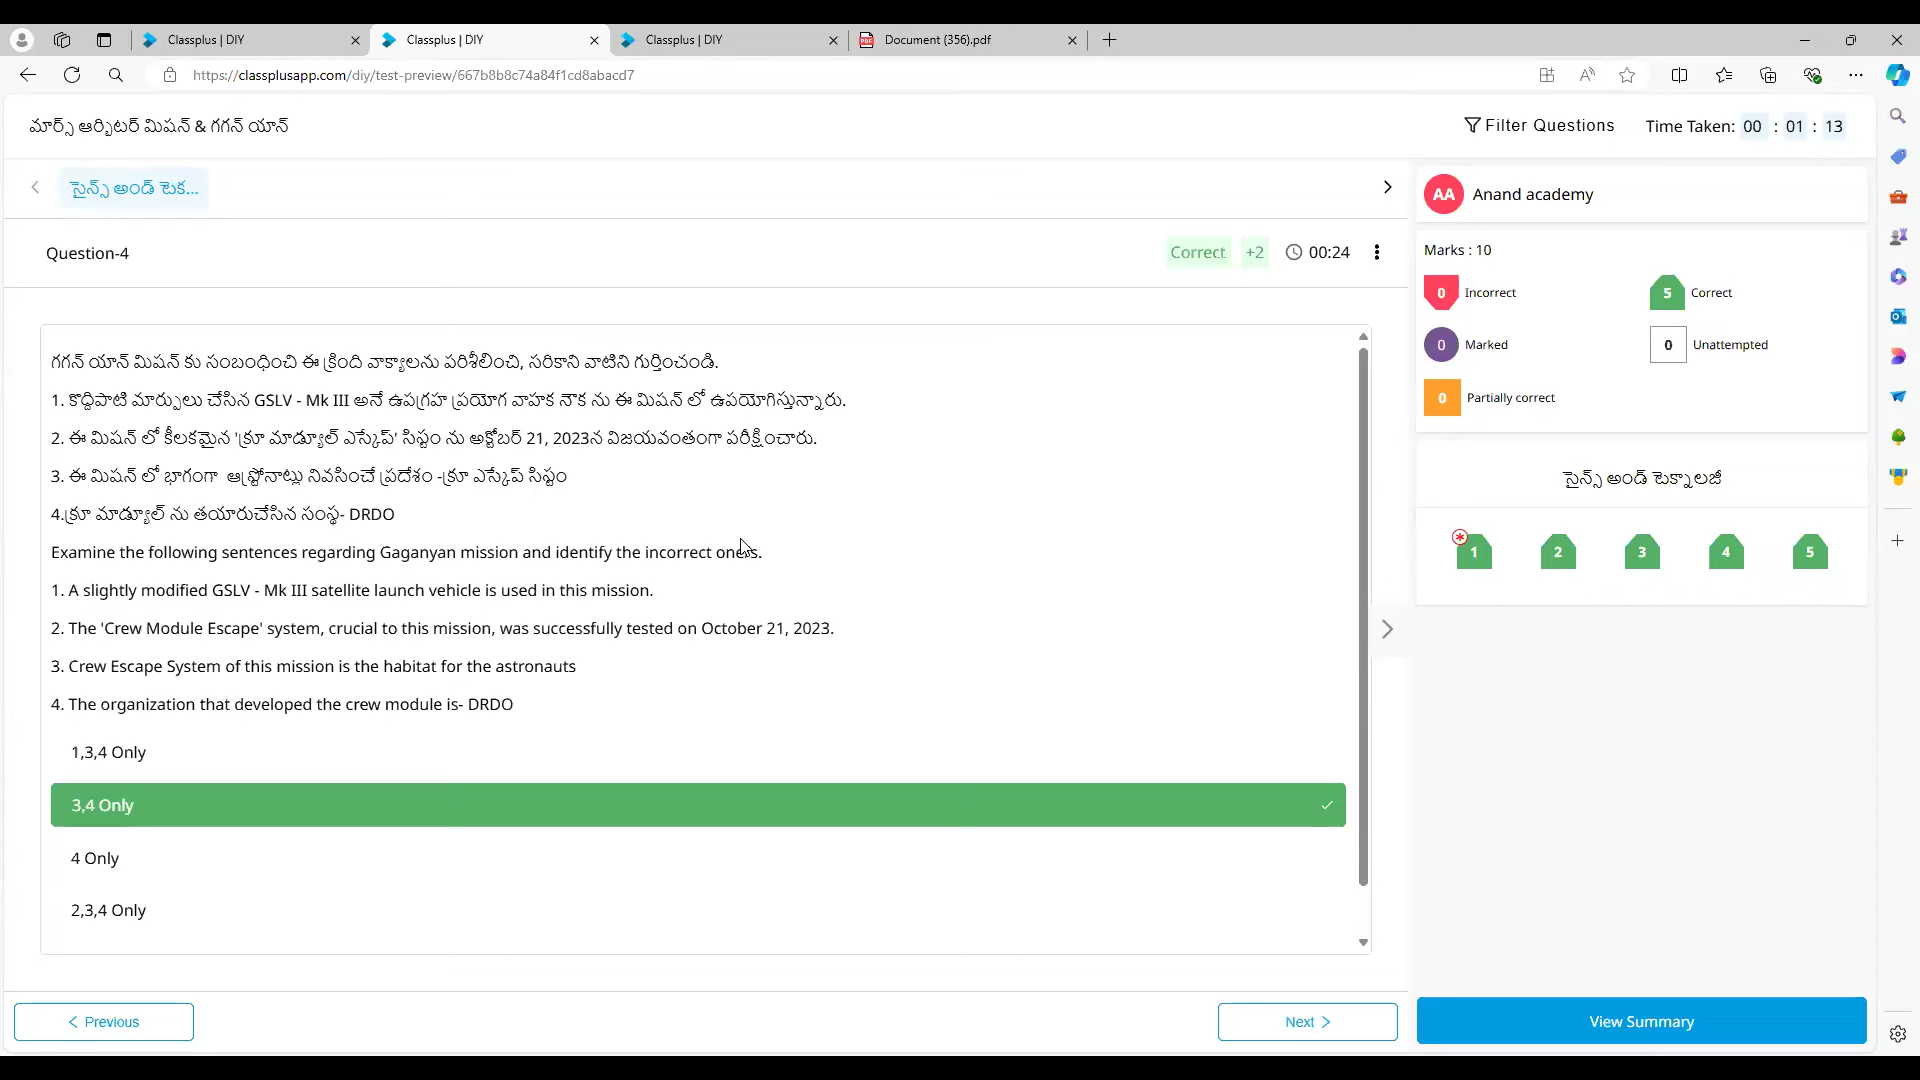 Classplus | DIY
Classplus | DIY
Classplus | DIY
Document (356).pdf
https://classplusapp.com/diy/test-preview/667b8b8c74a84f1cd8abacd7
మార్స్ ఆర్బిటర్ మిషన్ & గగన్ యాన్
Filter Questions
Time Taken: 00 : 01 : 13
సైన్స్ అండ్ టెక...
AA Anand academy
Question-4
Correct +2 00:24
Marks : 10
0 Incorrect
5 Correct
0 Marked
0 Unattempted
0 Partially correct
గగన్ యాన్ మిషన్ కు సంబంధించి ఈ క్రింది వాక్యాలను పరిశీలించి, సరికాని వాటిని గుర్తించండి.
1. కొద్దిపాటి మార్పులు చేసిన GSLV - Mk III అనే ఉపగ్రహ ప్రయోగ వాహక నౌక ను ఈ మిషన్ లో ఉపయోగిస్తున్నారు.
2. ఈ మిషన్ లో కీలకమైన 'క్రూ మాడ్యూల్ ఎస్కేప్' సిస్టం ను అక్టోబర్ 21, 2023న విజయవంతంగా పరీక్షించారు.
3. ఈ మిషన్ లో భాగంగా ఆస్ట్రోనాట్లు నివసించే ప్రదేశం -క్రూ ఎస్కేప్ సిస్టం
4.క్రూ మాడ్యూల్ ను తయారుచేసిన సంస్థ- DRDO
Examine the following sentences regarding Gaganyan mission and identify the incorrect one/s.
1. A slightly modified GSLV - Mk III satellite launch vehicle is used in this mission.
2. The 'Crew Module Escape' system, crucial to this mission, was successfully tested on October 21, 2023.
3. Crew Escape System of this mission is the habitat for the astronauts
4. The organization that developed the crew module is- DRDO
1,3,4 Only
3,4 Only
4 Only
2,3,4 Only
సైన్స్ అండ్ టెక్నాలజీ
1 2 3 4 5
Previous
Next
View Summary